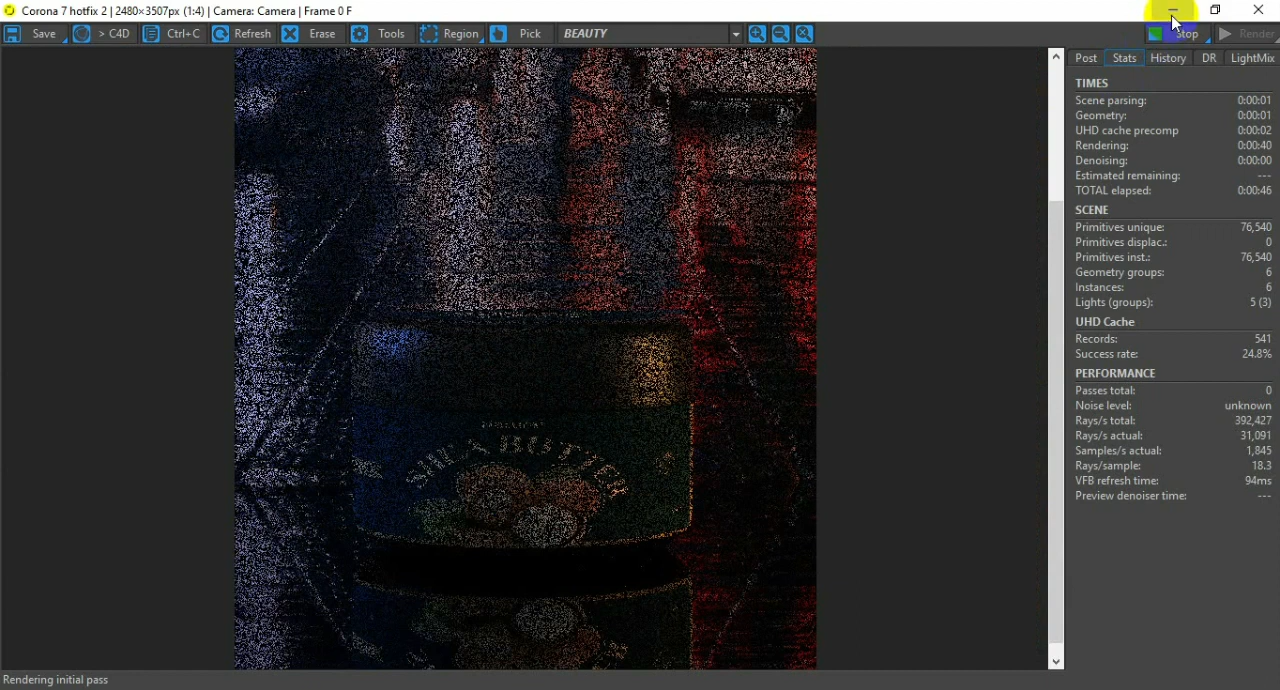 Corona 7 hotfix 2 | 2480×3507px (1:4) | Camera: Camera | Frame 0 F
Save > C4D Ctrl+C Refresh Erase Tools Region Pick BEAUTY Stop Render
Post Stats History DR LightMix
TIMES
Scene parsing: 0:00:01
Geometry: 0:00:01
UHD cache precomp 0:00:02
Rendering: 0:00:40
Denoising: 0:00:00
Estimated remaining: ---
TOTAL elapsed: 0:00:46
SCENE
Primitives unique: 76,540
Primitives displac.: 0
Primitives inst.: 76,540
Geometry groups: 6
Instances: 6
Lights (groups): 5 (3)
UHD Cache
Records: 541
Success rate: 24.8%
PERFORMANCE
Passes total: 0
Noise level: unknown
Rays/s total: 392,427
Rays/s actual: 31,091
Samples/s actual: 1,845
Rays/sample: 18.3
VFB refresh time: 94ms
Preview denoiser time: ---
SHEA BUTTER
Rendering initial pass